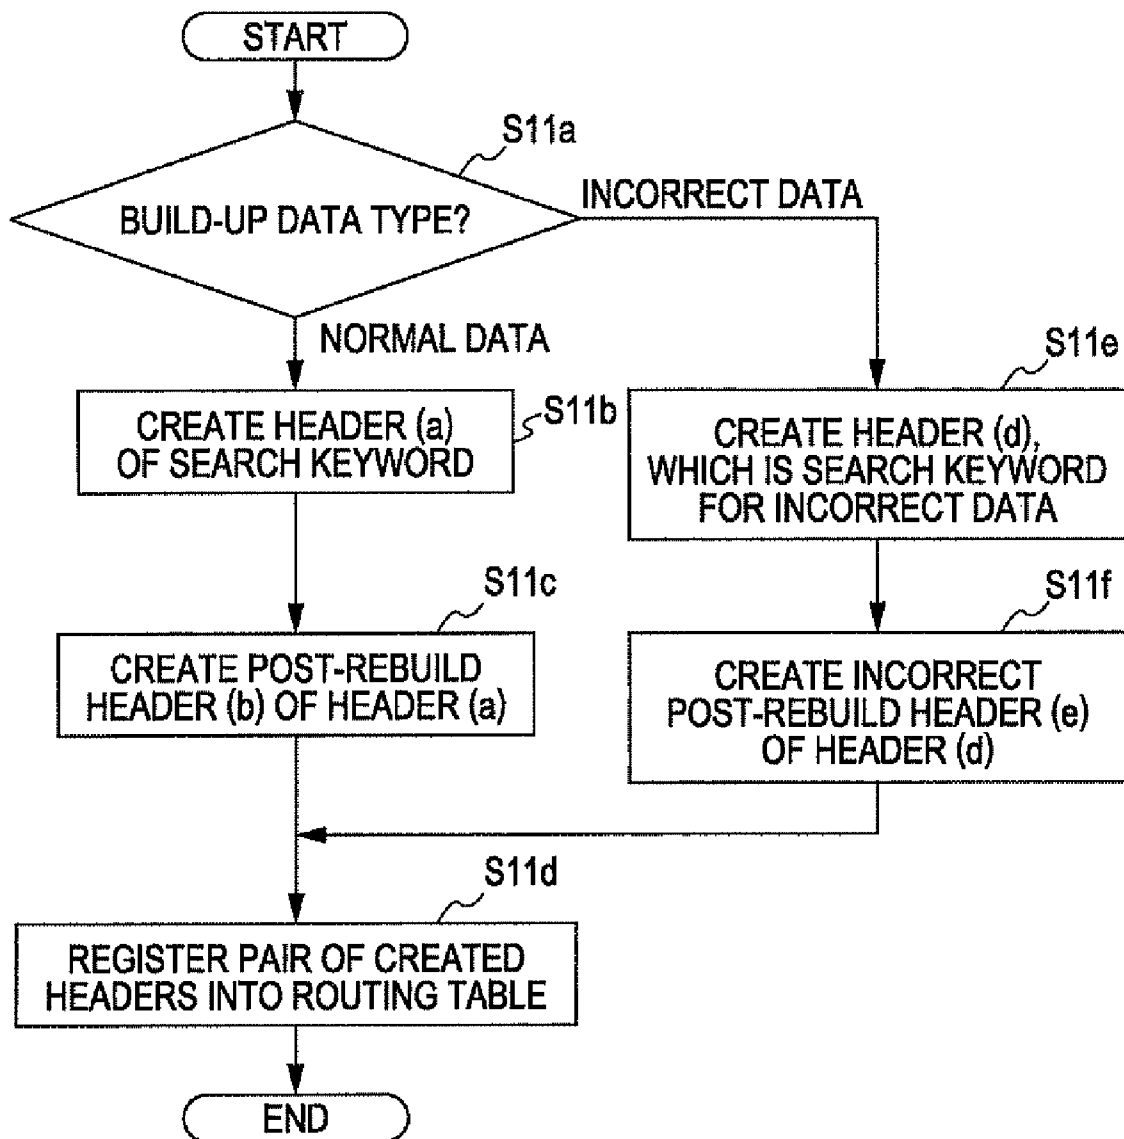 START
S11a
BUILD-UP DATA TYPE?
INCORRECT DATA
NORMAL DATA
S11b
CREATE HEADER (a)
OF SEARCH KEYWORD
S11e
CREATE HEADER (d),
WHICH IS SEARCH KEYWORD
FOR INCORRECT DATA
S11c
CREATE POST-REBUILD
HEADER (b) OF HEADER (a)
S11f
CREATE INCORRECT
POST-REBUILD HEADER (e)
OF HEADER (d)
S11d
REGISTER PAIR OF CREATED
HEADERS INTO ROUTING TABLE
END